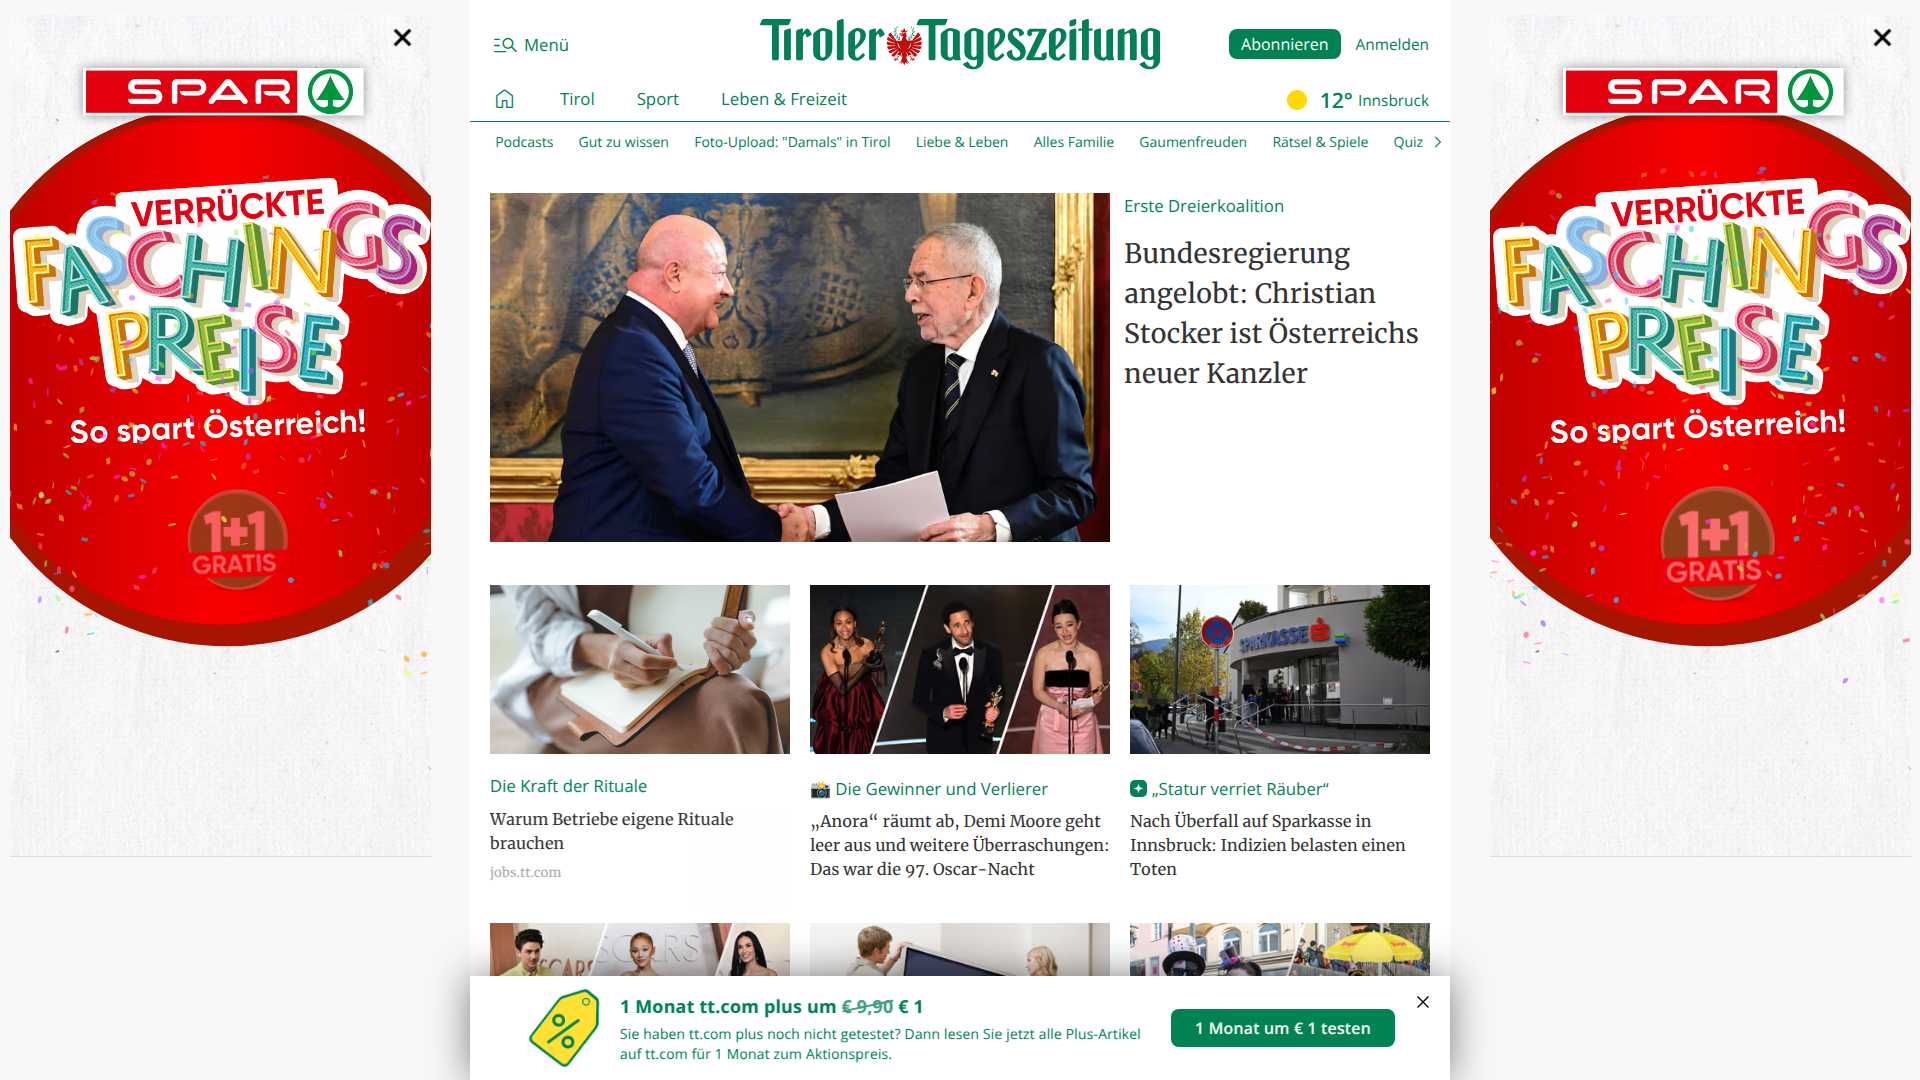 Menü
Tiroler Tageszeitung
Abonnieren
Anmelden
Tirol
Sport
Leben & Freizeit
12° Innsbruck
Podcasts
Gut zu wissen
Foto-Upload: "Damals" in Tirol
Liebe & Leben
Alles Familie
Gaumenfreuden
Rätsel & Spiele
Quiz
SPAR
VERRÜCKTE
FASCHINGS
PREISE
So spart Österreich!
1+1
GRATIS
Erste Dreierkoalition
Bundesregierung
angelobt: Christian
Stocker ist Österreichs
neuer Kanzler
SPARKASSE
Die Kraft der Rituale
Warum Betriebe eigene Rituale
brauchen
jobs.tt.com
Die Gewinner und Verlierer
„Anora“ räumt ab, Demi Moore geht
leer aus und weitere Überraschungen:
Das war die 97. Oscar-Nacht
„Statur verriet Räuber“
Nach Überfall auf Sparkasse in
Innsbruck: Indizien belasten einen
Toten
1 Monat tt.com plus um € 9,90 € 1
Sie haben tt.com plus noch nicht getestet? Dann lesen Sie jetzt alle Plus-Artikel
auf tt.com für 1 Monat zum Aktionspreis.
1 Monat um € 1 testen
SPAR
VERRÜCKTE
FASCHINGS
PREISE
So spart Österreich!
1+1
GRATIS